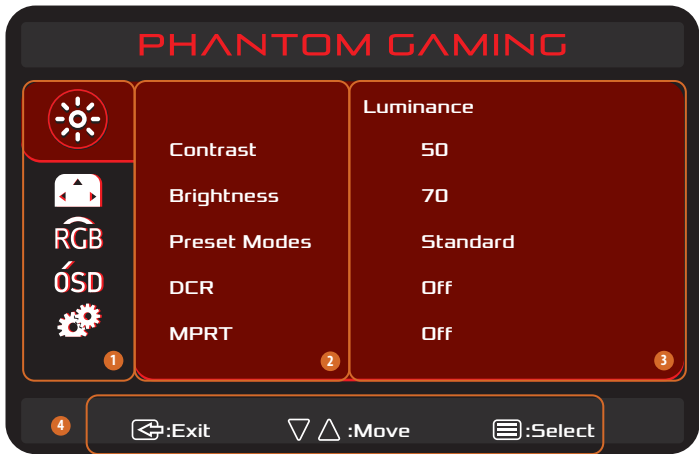 PHANTOM GAMING
Luminance
Contrast 50
Brightness 70
RGB
Preset Modes Standard
OSD
DCR Off
MPRT Off
1 2 3
4 :Exit :Move :Select